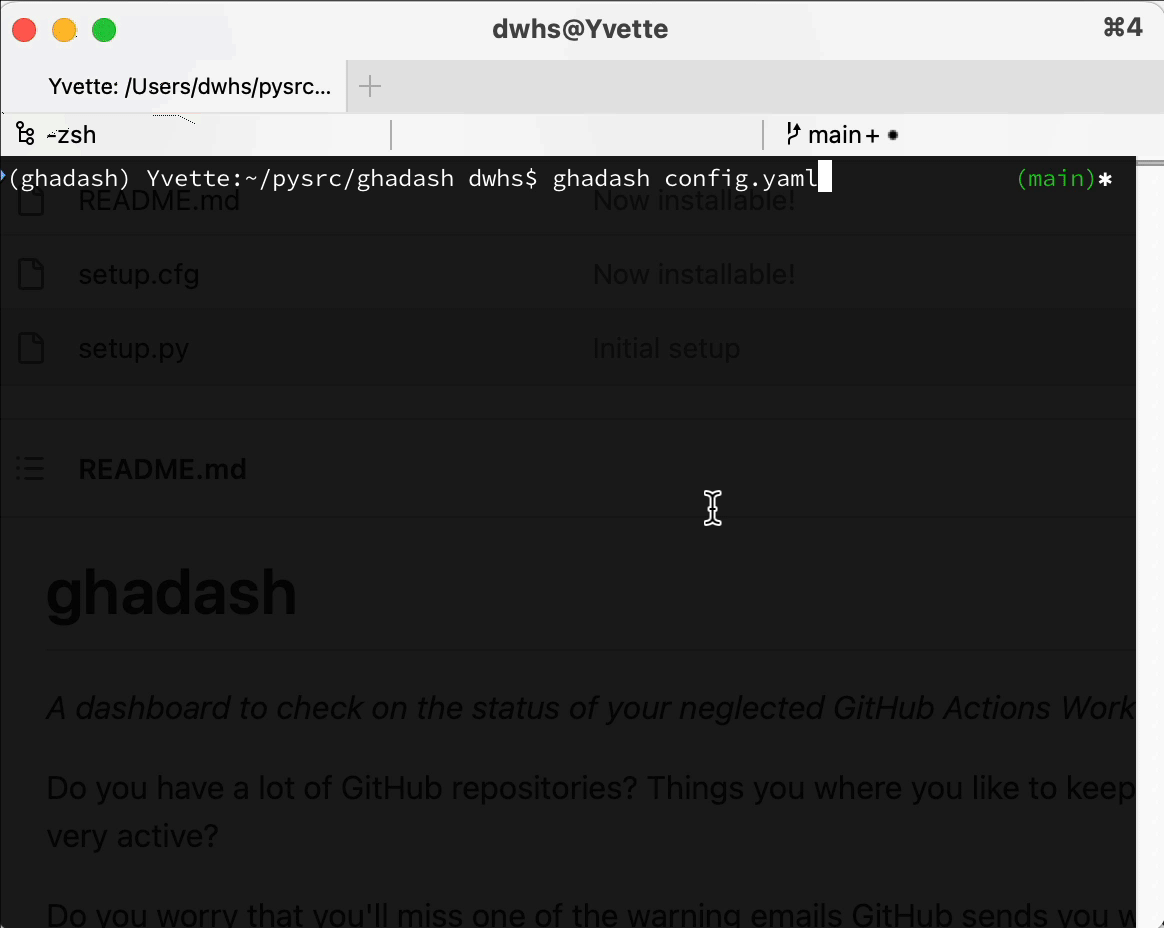 dwhs@Yvette ⌘4
Yvette: /Users/dwhs/pysrc... +
-zsh main+ ●
(ghadash) Yvette:~/pysrc/ghadash dwhs$ ghadash config.yaml (main)*
README.md Now installable!
setup.cfg Now installable!
setup.py Initial setup
README.md
ghadash
A dashboard to check on the status of your neglected GitHub Actions Work
Do you have a lot of GitHub repositories? Things you where you like to keep
very active?
Do you worry that you'll miss one of the warning emails GitHub sends you w